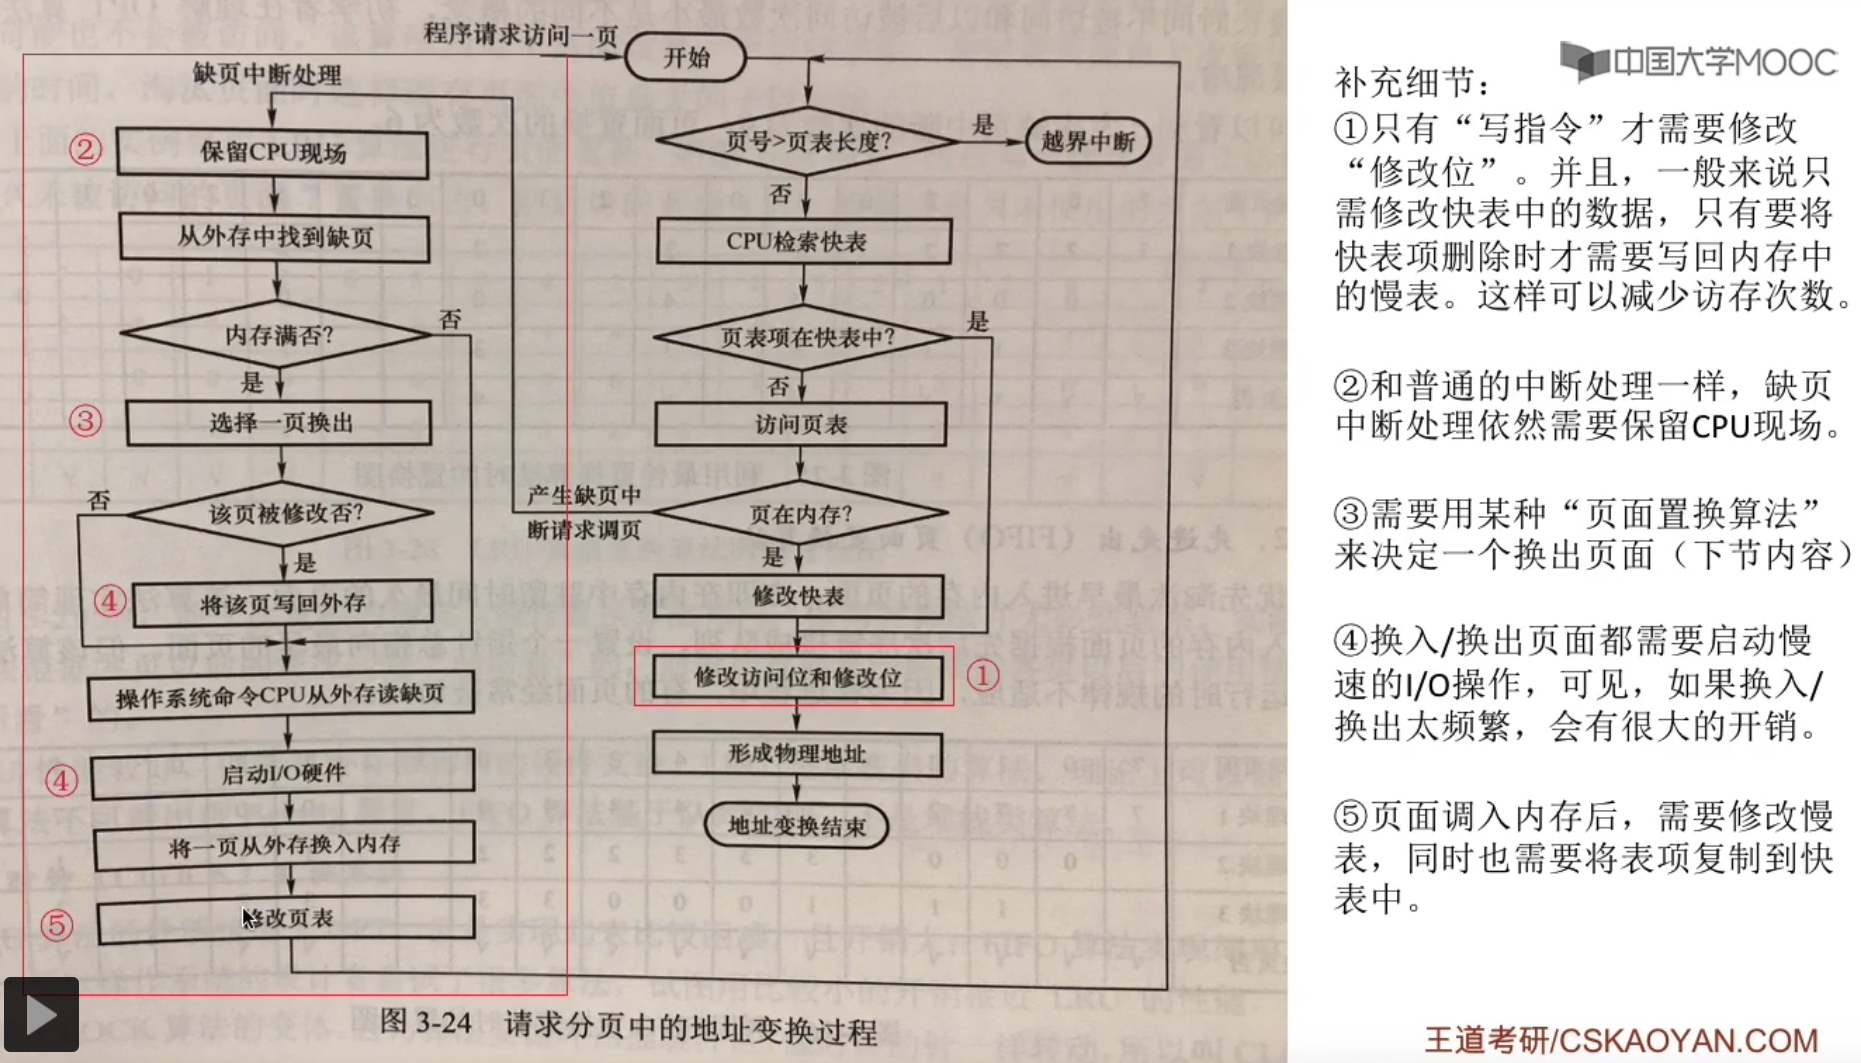 程序请求访问一页
开始
缺页中断处理
②
保留CPU现场
从外存中找到缺页
内存满否?
否
是
③
选择一页换出
否
该页被修改否?
是
④
将该页写回外存
操作系统命令CPU从外存读缺页
④
启动I/O硬件
将一页从外存换入内存
⑤
修改页表
页号>页表长度?
是
越界中断
否
CPU检索快表
页表项在快表中?
是
否
访问页表
产生缺页中
断请求调页
页在内存?
是
修改快表
修改访问位和修改位
①
形成物理地址
地址变换结束
图 3-24 请求分页中的地址变换过程
中国大学MOOC
补充细节：
①只有“写指令”才需要修改
“修改位”。并且，一般来说只
需修改快表中的数据，只有要将
快表项删除时才需要写回内存中
的慢表。这样可以减少访存次数。
②和普通的中断处理一样，缺页
中断处理依然需要保留CPU现场。
③需要用某种“页面置换算法”
来决定一个换出页面（下节内容）
④换入/换出页面都需要启动慢
速的I/O操作，可见，如果换入/
换出太频繁，会有很大的开销。
⑤页面调入内存后，需要修改慢
表，同时也需要将表项复制到快
表中。
王道考研/CSKAOYAN.COM